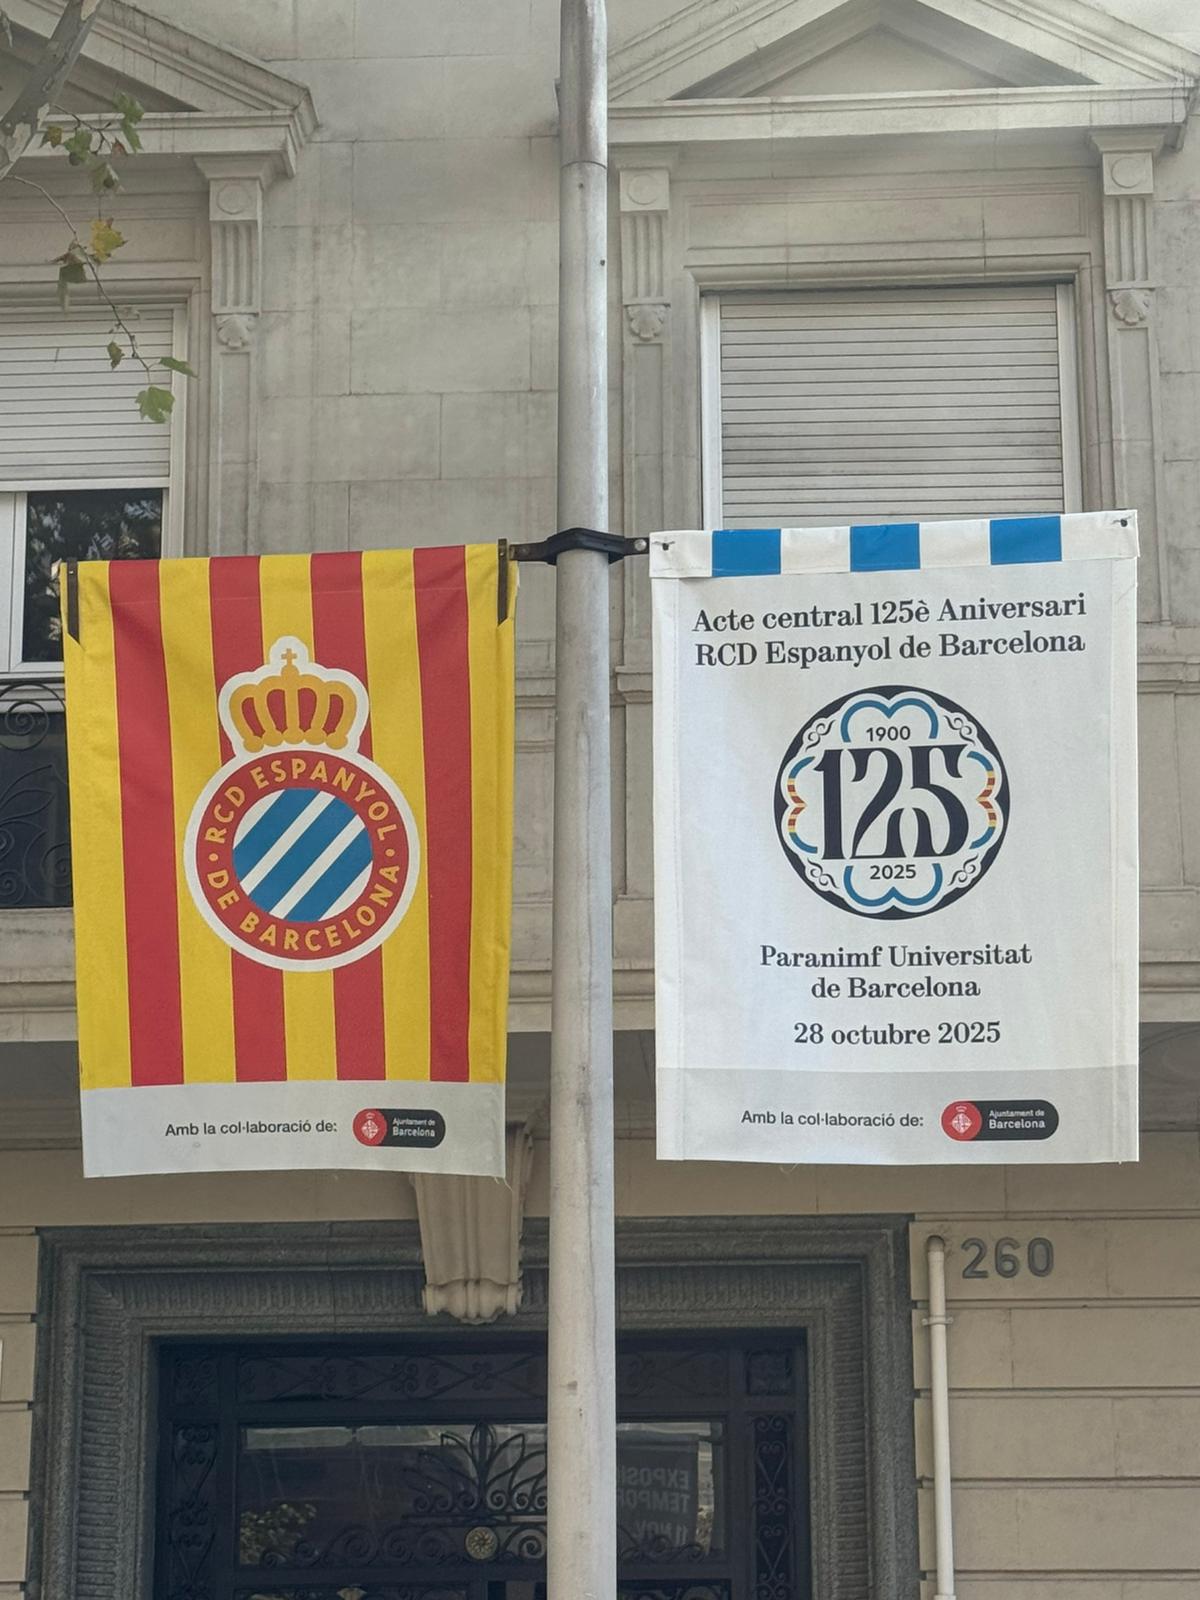 RCD ESPANYOL
· DE BARCELONA ·
Amb la col·laboració de:
Ajuntament de
Barcelona
Acte central 125è Aniversari
RCD Espanyol de Barcelona
1900
125
2025
Paranimf Universitat
de Barcelona
28 octubre 2025
Amb la col·laboració de:
Ajuntament de
Barcelona
260